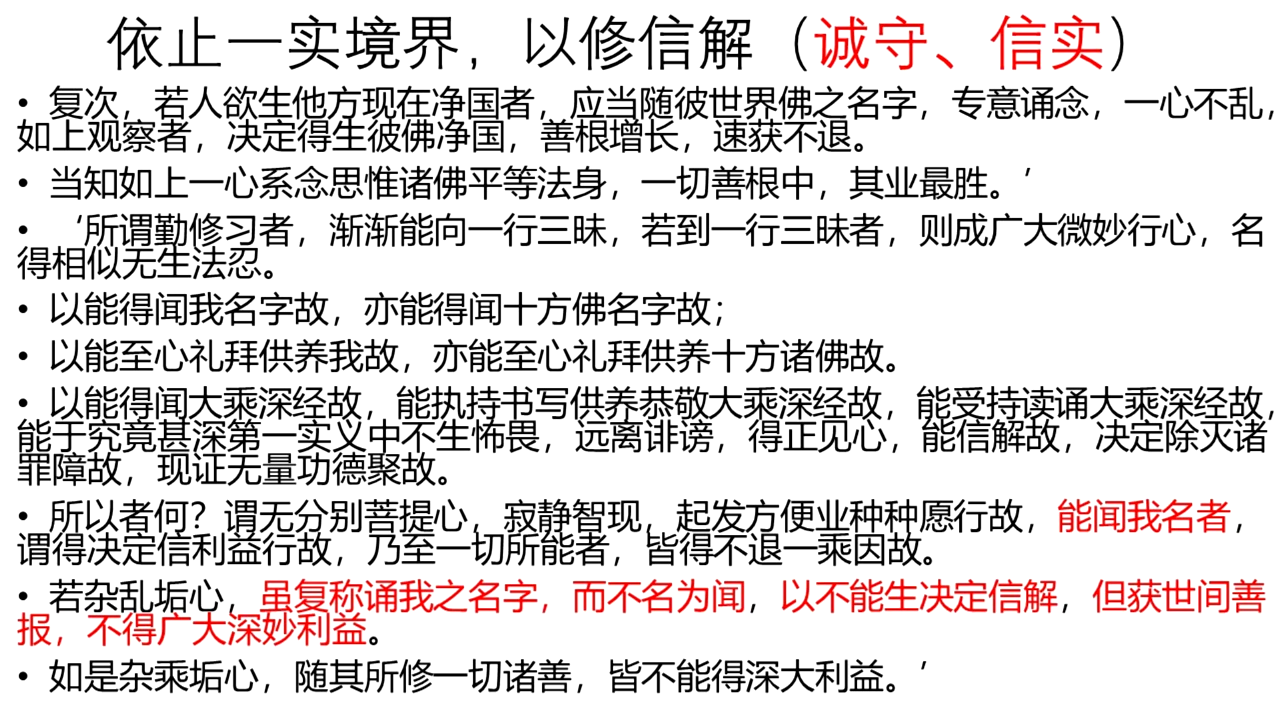 依止一实境界，以修信解（诚守、信实）
• 复次，若人欲生他方现在净国者，应当随彼世界佛之名字，专意诵念，一心不乱，
如上观察者，决定得生彼佛净国，善根增长，速获不退。
• 当知如上一心系念思惟诸佛平等法身，一切善根中，其业最胜。’
• ‘所谓勤修习者，渐渐能向一行三昧，若到一行三昧者，则成广大微妙行心，名
得相似无生法忍。
• 以能得闻我名字故，亦能得闻十方佛名字故；
• 以能至心礼拜供养我故，亦能至心礼拜供养十方诸佛故。
• 以能得闻大乘深经故，能执持书写供养恭敬大乘深经故，能受持读诵大乘深经故，
能于究竟甚深第一实义中不生怖畏，远离诽谤，得正见心，能信解故，决定除灭诸
罪障故，现证无量功德聚故。
• 所以者何？谓无分别菩提心，寂静智现，起发方便业种种愿行故，能闻我名者，
谓得决定信利益行故，乃至一切所能者，皆得不退一乘因故。
• 若杂乱垢心，虽复称诵我之名字，而不名为闻，以不能生决定信解，但获世间善
报，不得广大深妙利益。
• 如是杂乘垢心，随其所修一切诸善，皆不能得深大利益。’